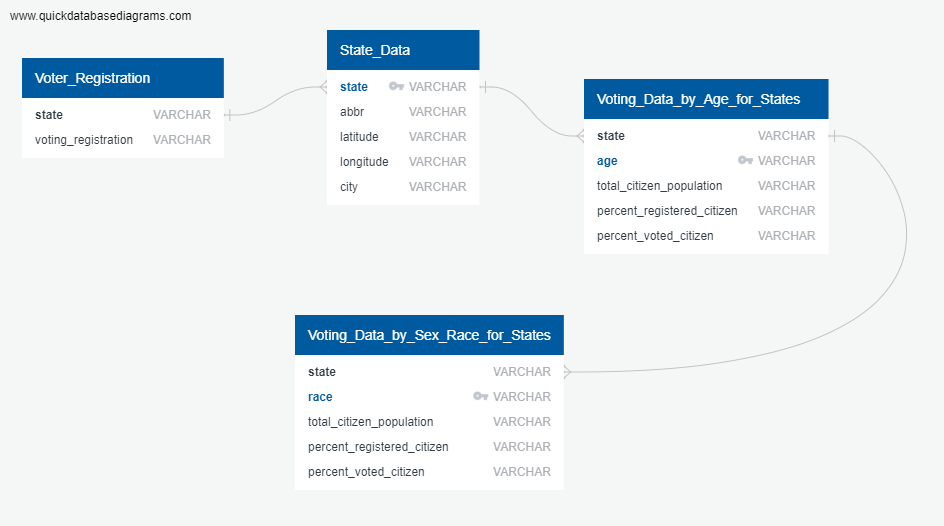 www.quickdatabasediagrams.com
Voter_Registration
state VARCHAR
voting_registration VARCHAR
State_Data
state VARCHAR
abbr VARCHAR
latitude VARCHAR
longitude VARCHAR
city VARCHAR
Voting_Data_by_Age_for_States
state VARCHAR
age VARCHAR
total_citizen_population VARCHAR
percent_registered_citizen VARCHAR
percent_voted_citizen VARCHAR
Voting_Data_by_Sex_Race_for_States
state VARCHAR
race VARCHAR
total_citizen_population VARCHAR
percent_registered_citizen VARCHAR
percent_voted_citizen VARCHAR